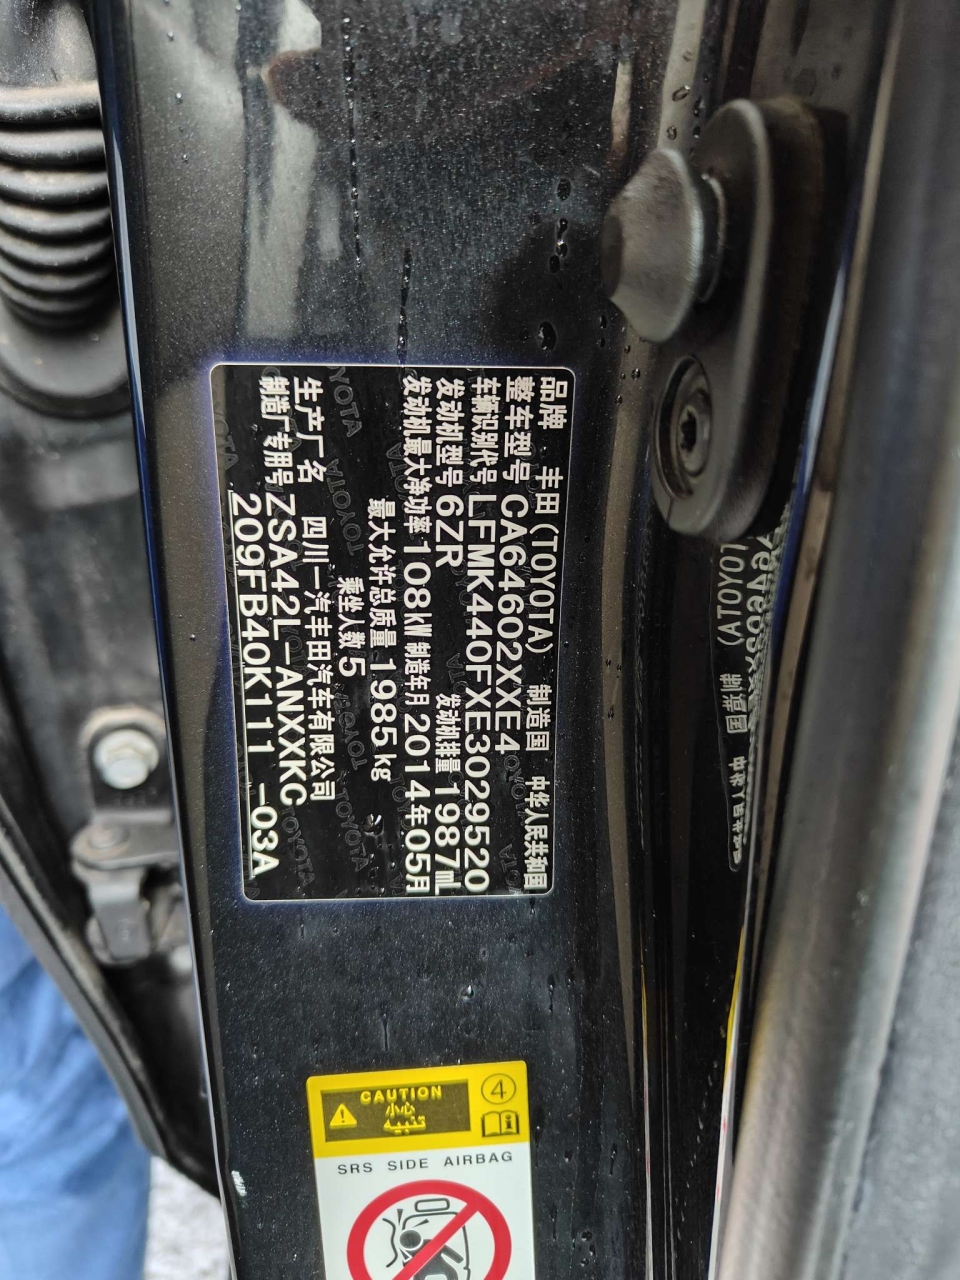 品牌 丰田(TOYOTA) 制造国 中华人民共和国
整车型号 CA64602XXE4
车辆识别代号 LFMK440FXE3029520
发动机型号 6ZR 发动机排量 1987mL
发动机最大净功率 108kW 制造年月 2014年05月
最大允许总质量 1985kg
乘坐人数 5
生产厂名 四川一汽丰田汽车有限公司
制造厂专用号 ZSA42L-ANXXKC
209FB40K111 -03A
CAUTION
小心
تنبيه
4
SRS SIDE AIRBAG